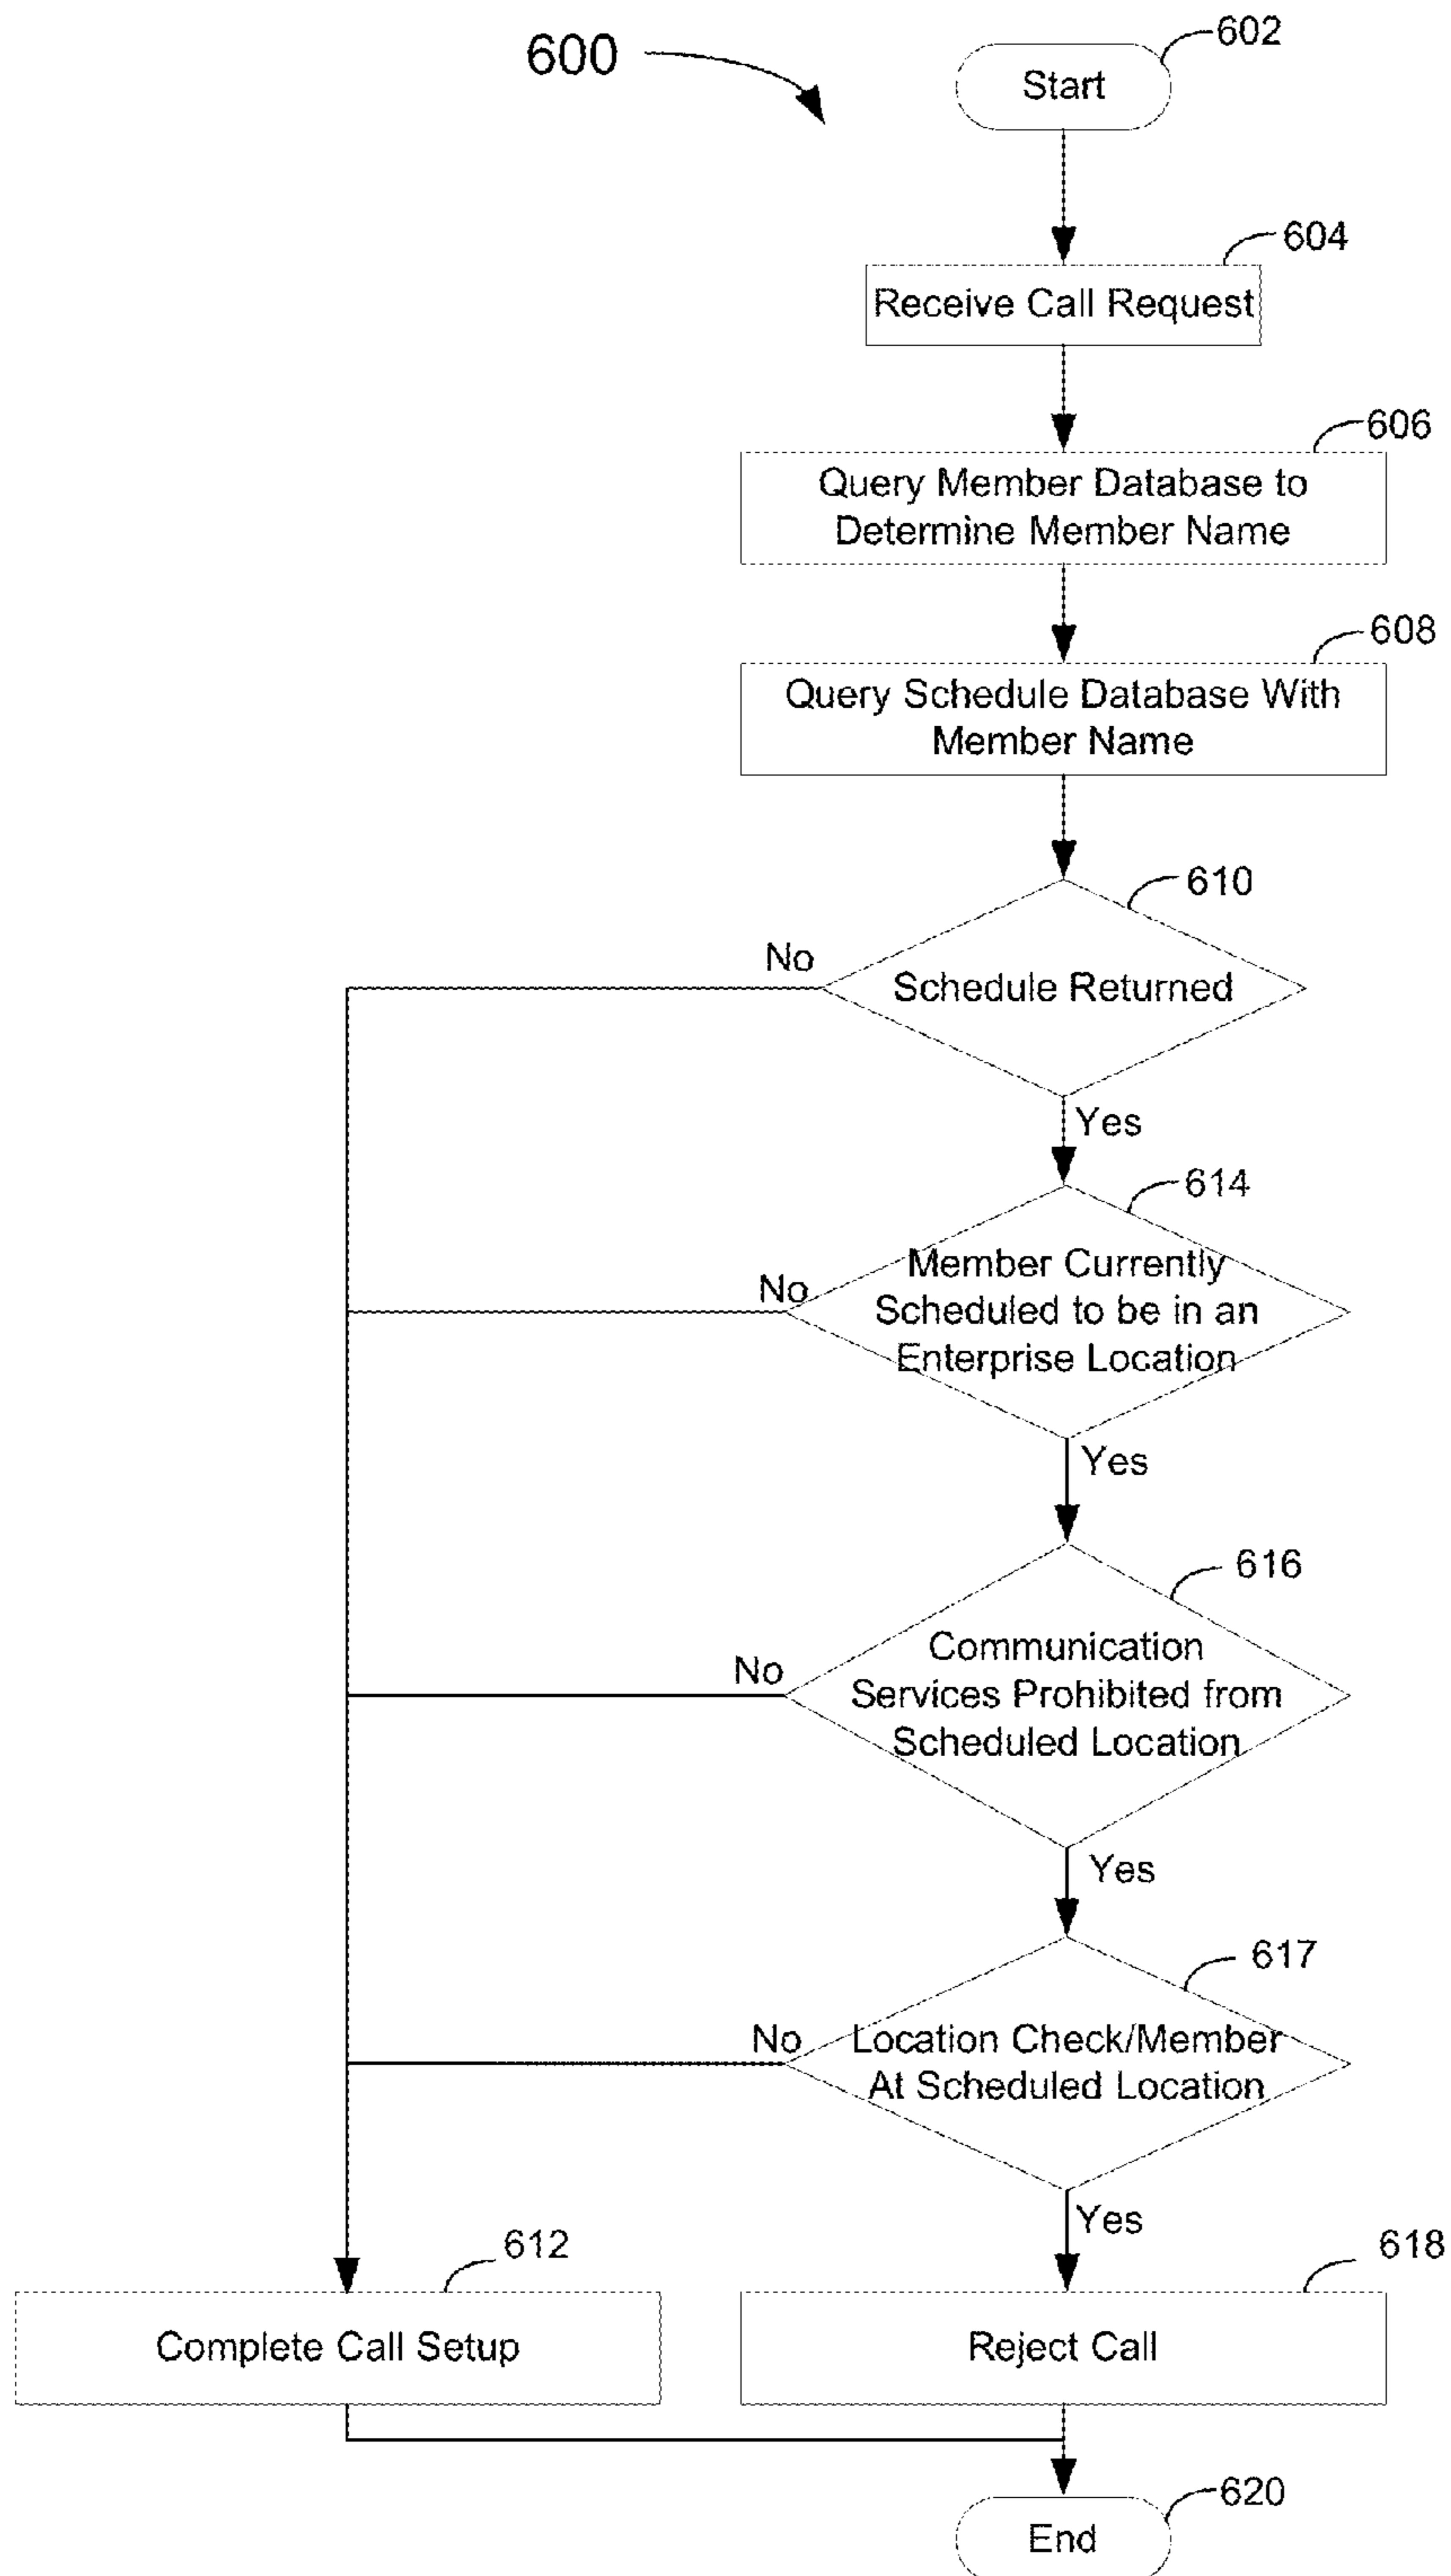 600
602
Start
604
Receive Call Request
606
Query Member Database to
Determine Member Name
608
Query Schedule Database With
Member Name
610
No
Schedule Returned
Yes
614
No
Member Currently
Scheduled to be in an
Enterprise Location
Yes
616
No
Communication
Services Prohibited from
Scheduled Location
Yes
617
No
Location Check/Member
At Scheduled Location
Yes
612
618
Complete Call Setup
Reject Call
620
End